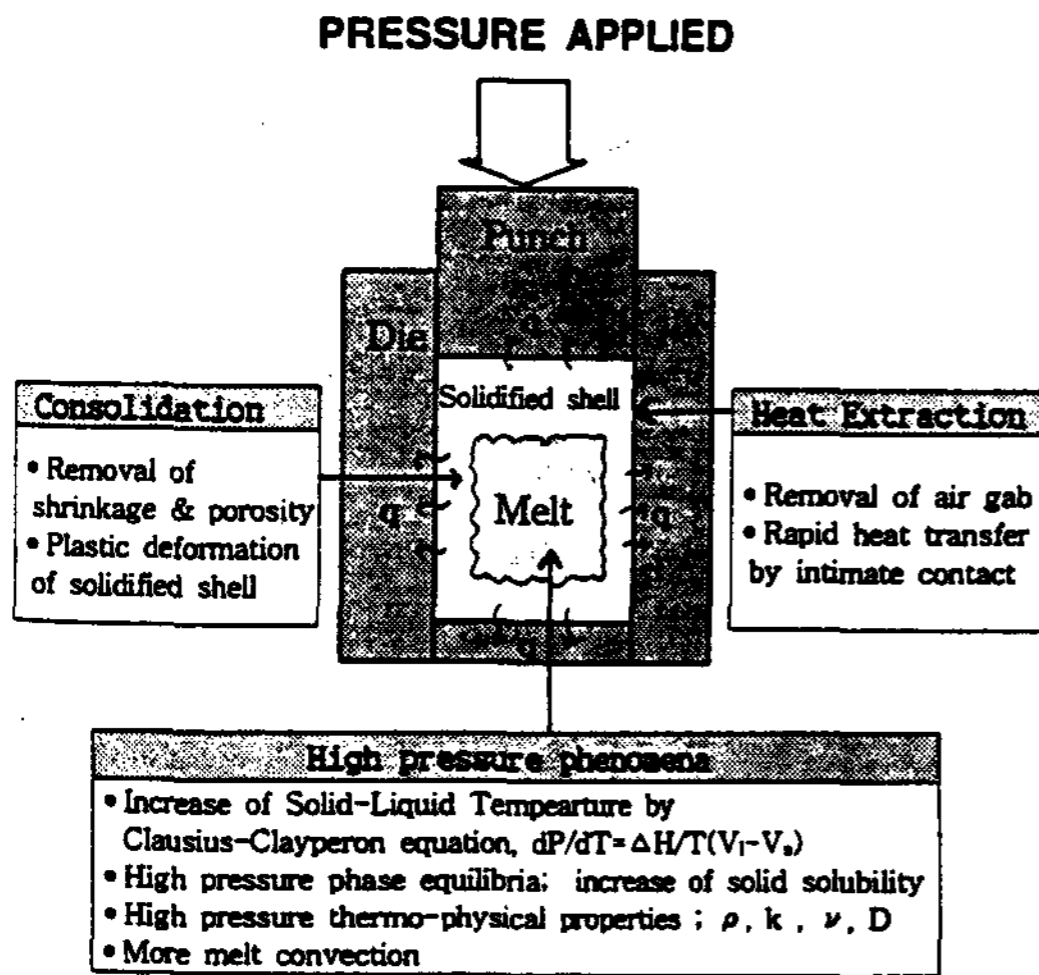 PRESSURE APPLIED
Punch
Die
q
Solidified shell
Melt
q
q
q
Consolidation
• Removal of
shrinkage & porosity
• Plastic deformation
of solidified shell
Heat Extraction
• Removal of air gab
• Rapid heat transfer
by intimate contact
High pressure phenomena
• Increase of Solid-Liquid Tempearture by
Clausius-Clayperon equation, dP/dT=ΔH/T(Vl-Vs)
• High pressure phase equilibria; increase of solid solubility
• High pressure thermo-physical properties ; ρ, k , ν, D
• More melt convection